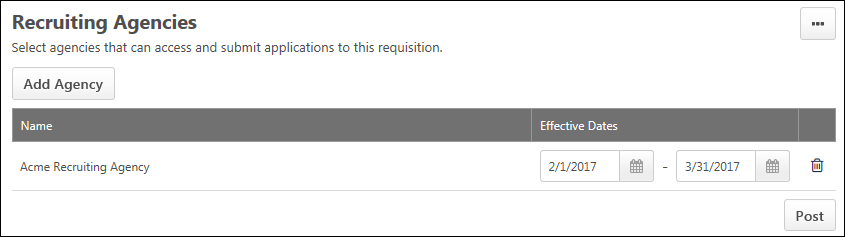 Recruiting Agencies
...
Select agencies that can access and submit applications to this requisition.
Add Agency
Name Effective Dates
Acme Recruiting Agency 2/1/2017 - 3/31/2017
Post